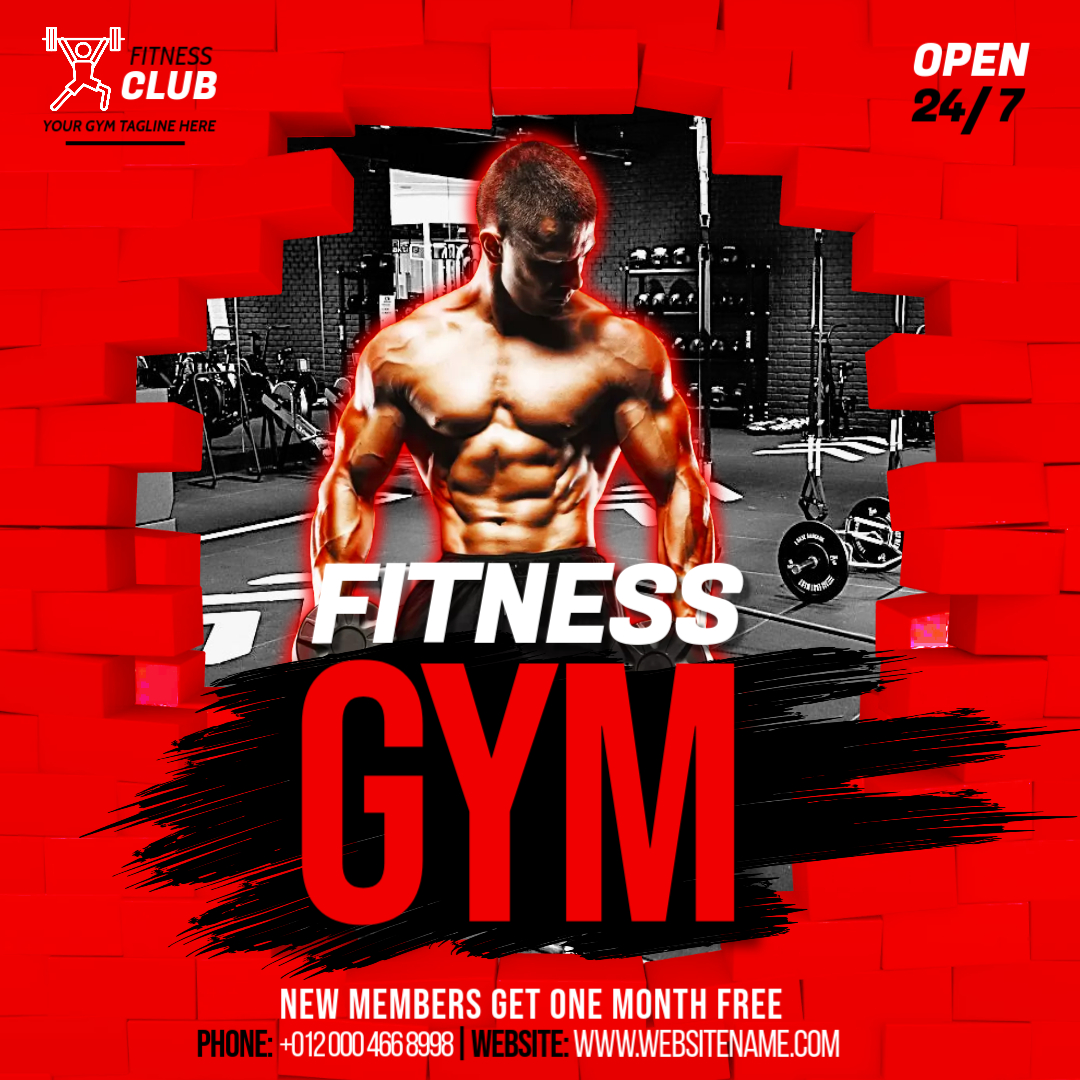 FITNESS
CLUB
YOUR GYM TAGLINE HERE
OPEN
24/7
FITNESS
GYM
NEW MEMBERS GET ONE MONTH FREE
PHONE: +012 000 466 8998 | WEBSITE: WWW.WEBSITENAME.COM